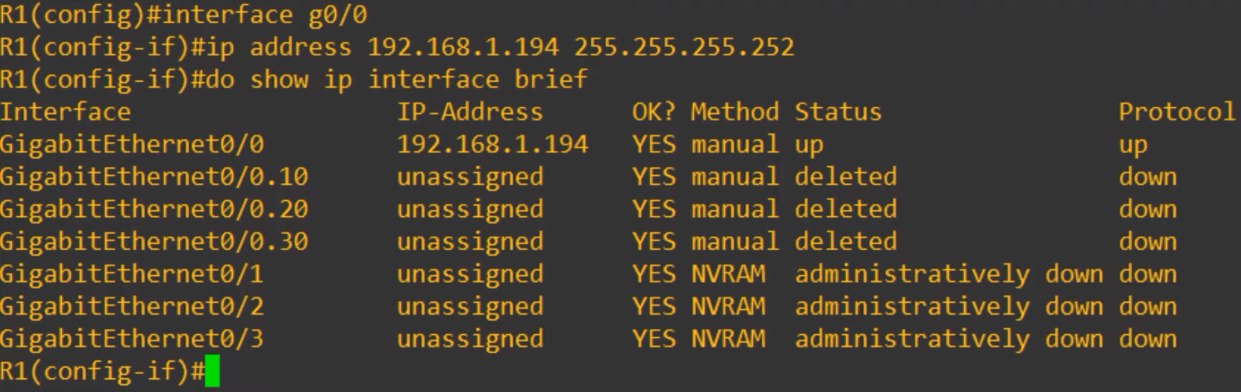 R1(config)#interface g0/0
R1(config-if)#ip address 192.168.1.194 255.255.255.252
R1(config-if)#do show ip interface brief
Interface                  IP-Address      OK? Method Status                Protocol
GigabitEthernet0/0         192.168.1.194   YES manual up                    up
GigabitEthernet0/0.10      unassigned      YES manual deleted               down
GigabitEthernet0/0.20      unassigned      YES manual deleted               down
GigabitEthernet0/0.30      unassigned      YES manual deleted               down
GigabitEthernet0/1         unassigned      YES NVRAM  administratively down down
GigabitEthernet0/2         unassigned      YES NVRAM  administratively down down
GigabitEthernet0/3         unassigned      YES NVRAM  administratively down down
R1(config-if)#